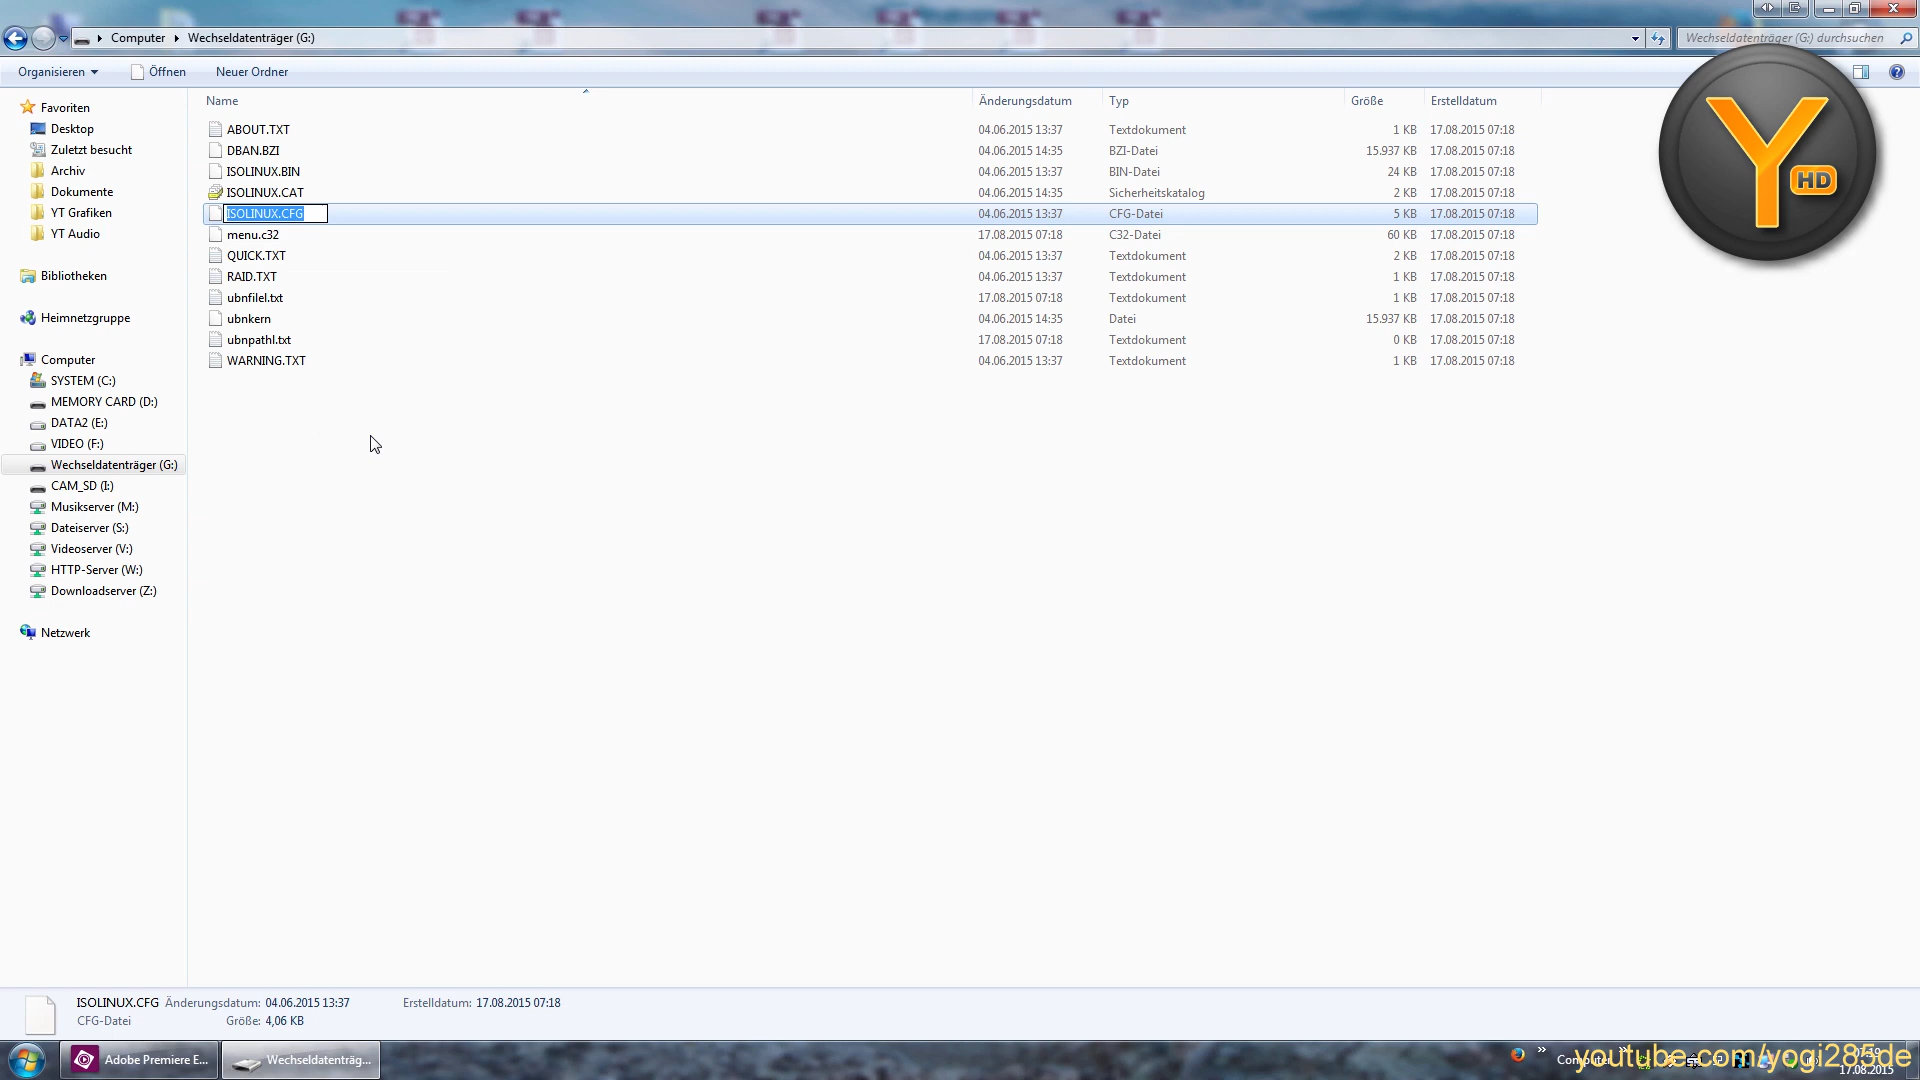 Computer Wechseldatenträger (G:)
Wechseldatenträger (G:) durchsuchen
Organisieren Öffnen Neuer Ordner
Name Änderungsdatum Typ Größe Erstelldatum
ABOUT.TXT 04.06.2015 13:37 Textdokument 1 KB 17.08.2015 07:18
DBAN.BZI 04.06.2015 14:35 BZI-Datei 15.937 KB 17.08.2015 07:18
ISOLINUX.BIN 04.06.2015 13:37 BIN-Datei 24 KB 17.08.2015 07:18
ISOLINUX.CAT 04.06.2015 14:35 Sicherheitskatalog 2 KB 17.08.2015 07:18
ISOLINUX.CFG 04.06.2015 13:37 CFG-Datei 5 KB 17.08.2015 07:18
menu.c32 17.08.2015 07:18 C32-Datei 60 KB 17.08.2015 07:18
QUICK.TXT 04.06.2015 13:37 Textdokument 2 KB 17.08.2015 07:18
RAID.TXT 04.06.2015 13:37 Textdokument 1 KB 17.08.2015 07:18
ubnfilel.txt 17.08.2015 07:18 Textdokument 1 KB 17.08.2015 07:18
ubnkern 04.06.2015 14:35 Datei 15.937 KB 17.08.2015 07:18
ubnpathl.txt 17.08.2015 07:18 Textdokument 0 KB 17.08.2015 07:18
WARNING.TXT 04.06.2015 13:37 Textdokument 1 KB 17.08.2015 07:18
Y HD
Favoriten
Desktop
Zuletzt besucht
Archiv
Dokumente
YT Grafiken
YT Audio
Bibliotheken
Heimnetzgruppe
Computer
SYSTEM (C:)
MEMORY CARD (D:)
DATA2 (E:)
VIDEO (F:)
Wechseldatenträger (G:)
CAM_SD (I:)
Musikserver (M:)
Dateiserver (S:)
Videoserver (V:)
HTTP-Server (W:)
Downloadserver (Z:)
Netzwerk
ISOLINUX.CFG Änderungsdatum: 04.06.2015 13:37 Erstelldatum: 17.08.2015 07:18
CFG-Datei Größe: 4,06 KB
Adobe Premiere E... Wechseldatenträg...
Computer
youtube.com/yogi285de
17.08.2015